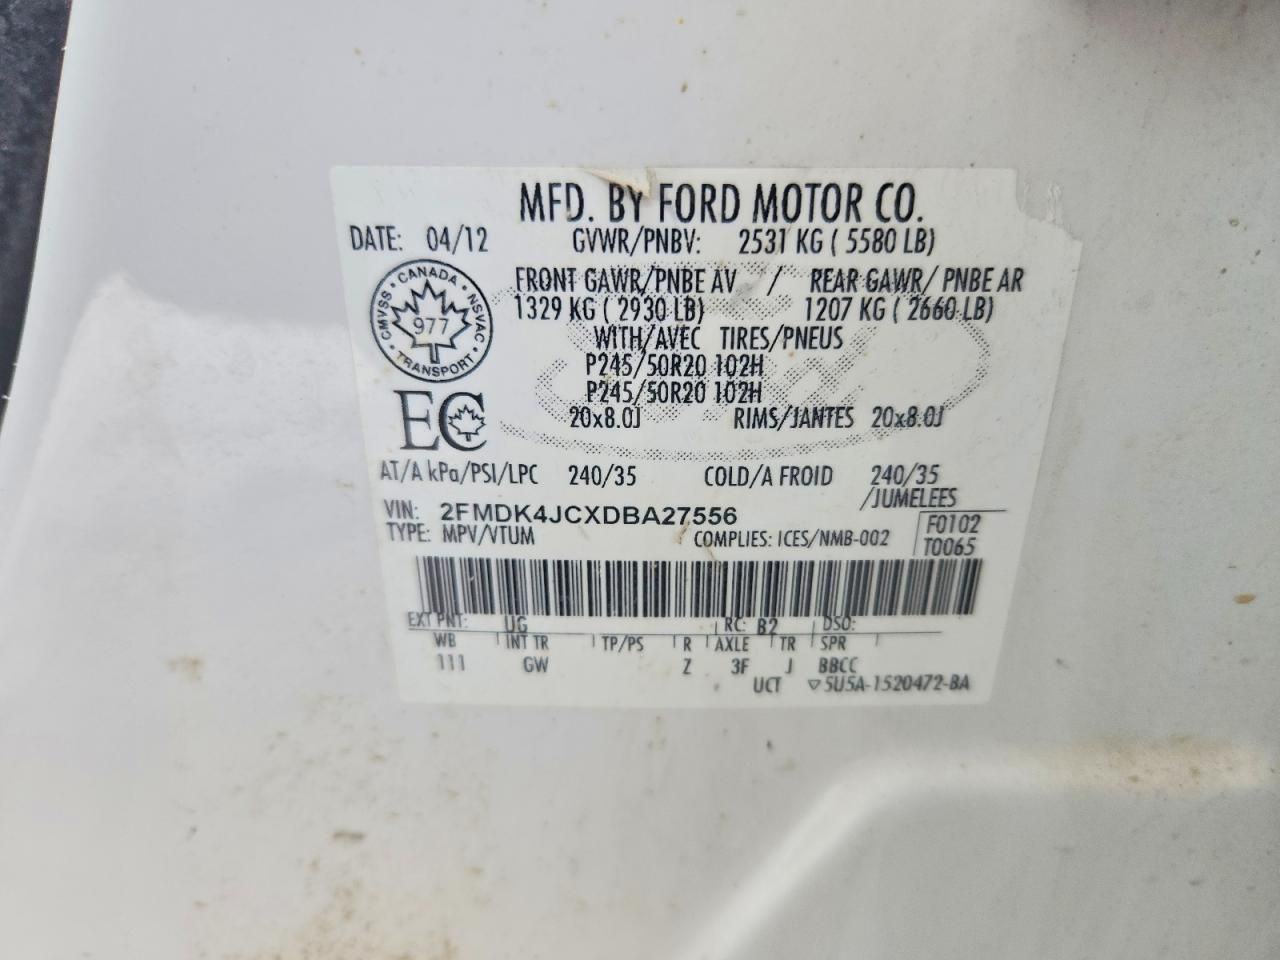 MFD. BY FORD MOTOR CO.
DATE: 04/12 GVWR/PNBV: 2531 KG ( 5580 LB)
FRONT GAWR/PNBE AV / REAR GAWR/ PNBE AR
1329 KG ( 2930 LB) 1207 KG ( 2660 LB)
WITH/AVEC TIRES/PNEUS
P245/50R20 102H
P245/50R20 102H
20x8.0J RIMS/JANTES 20x8.0J
CANADA
CMVSS NSVAC
977
TRANSPORT
EC
AT/A kPa/PSI/LPC 240/35 COLD/A FROID 240/35
/JUMELEES
VIN: 2FMDK4JCXDBA27556
TYPE: MPV/VTUM COMPLIES: ICES/NMB-002
F0102
T0065
EXT PNT: UG RC: B2 DSO:
WB INT TR TP/PS R AXLE TR SPR
111 GW Z 3F J BBCC
UCT ▽5U5A-1520472-BA